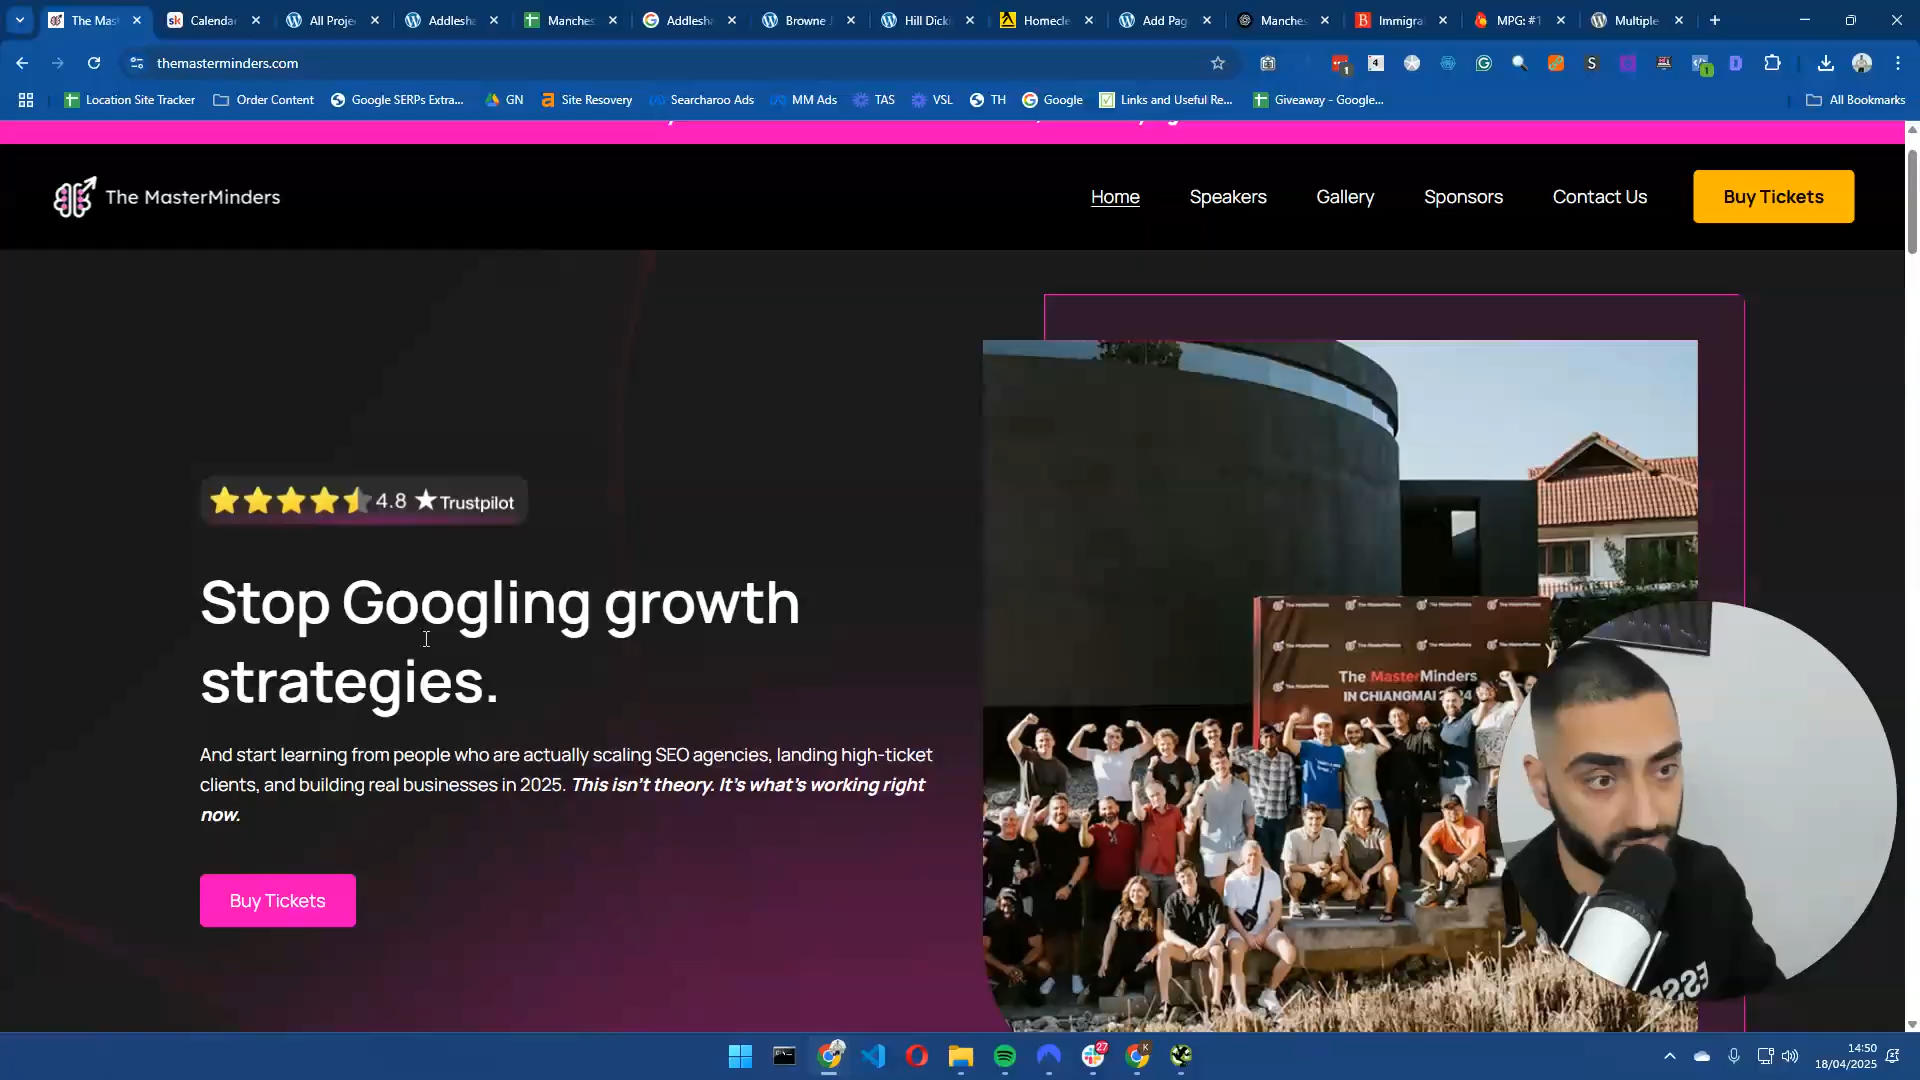 The Mas
Calenda
All Proje
Addlesh
Manches
Addlesh
Browne J
Hill Dick
Homecle
Add Pag
Manches
Immigra
MPG: #1
Multiple
themasterminders.com
Location Site Tracker
Order Content
Google SERPs Extra...
GN
Site Recovery
Searcharoo Ads
MM Ads
TAS
VSL
TH
Google
Links and Useful Re...
Giveaway - Google...
All Bookmarks
The MasterMinders
Home
Speakers
Gallery
Sponsors
Contact Us
Buy Tickets
4.8 Trustpilot
Stop Googling growth
strategies.
And start learning from people who are actually scaling SEO agencies, landing high-ticket
clients, and building real businesses in 2025. This isn't theory. It's what's working right
now.
Buy Tickets
The MasterMinders
IN CHIANGMAI 2024
27
14:50
18/04/2025